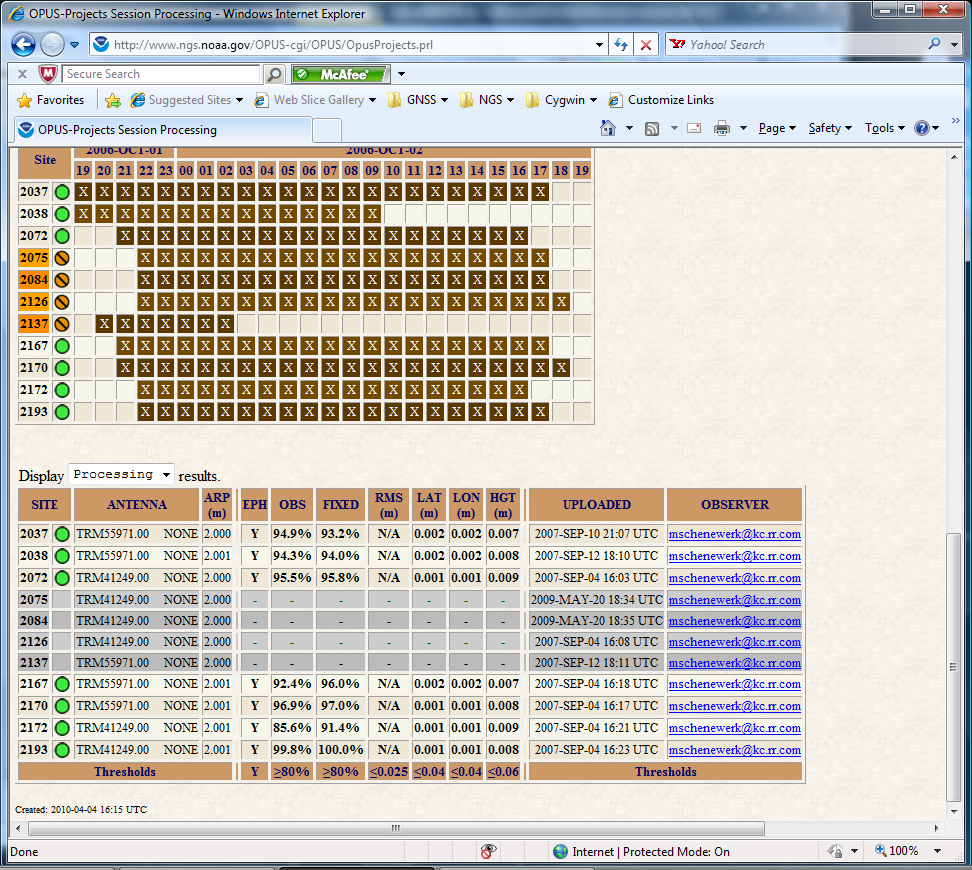 OPUS-Projects Session Processing - Windows Internet Explorer
http://www.ngs.noaa.gov/OPUS-cgi/OPUS/OpusProjects.prl Yahoo! Search
Secure Search McAfee
Favorites Suggested Sites Web Slice Gallery GNSS NGS Cygwin Customize Links
OPUS-Projects Session Processing Page Safety Tools
Site 2006-OCT-01 2006-OCT-02
19 20 21 22 23 00 01 02 03 04 05 06 07 08 09 10 11 12 13 14 15 16 17 18 19
2037 X X X X X X X X X X X X X X X X X X X X X X X
2038 X X X X X X X X X X X X X X X
2072 X X X X X X X X X X X X X X X X X X X X
2075 X X X X X X X X X X X X X X X X X X X X
2084 X X X X X X X X X X X X X X X X X X X X
2126 X X X X X X X X X X X X X X X X X X X X X
2137 X X X X X X X
2167 X X X X X X X X X X X X X X X X X X X X X
2170 X X X X X X X X X X X X X X X X X X X X X X
2172 X X X X X X X X X X X X X X X X X X X
2193 X X X X X X X X X X X X X X X X X X X X
Display Processing results.
SITE ANTENNA ARP (m) EPH OBS FIXED RMS (m) LAT (m) LON (m) HGT (m) UPLOADED OBSERVER
2037 TRM55971.00 NONE 2.000 Y 94.9% 93.2% N/A 0.002 0.002 0.007 2007-SEP-10 21:07 UTC mschenewerk@kc.rr.com
2038 TRM55971.00 NONE 2.001 Y 94.3% 94.0% N/A 0.002 0.002 0.008 2007-SEP-12 18:10 UTC mschenewerk@kc.rr.com
2072 TRM41249.00 NONE 2.000 Y 95.5% 95.8% N/A 0.001 0.001 0.009 2007-SEP-04 16:03 UTC mschenewerk@kc.rr.com
2075 TRM41249.00 NONE 2.000 - - - - - - - 2009-MAY-20 18:34 UTC mschenewerk@kc.rr.com
2084 TRM41249.00 NONE 2.000 - - - - - - - 2009-MAY-20 18:35 UTC mschenewerk@kc.rr.com
2126 TRM41249.00 NONE 2.000 - - - - - - - 2007-SEP-04 16:08 UTC mschenewerk@kc.rr.com
2137 TRM55971.00 NONE 2.000 - - - - - - - 2007-SEP-12 18:11 UTC mschenewerk@kc.rr.com
2167 TRM55971.00 NONE 2.001 Y 92.4% 96.0% N/A 0.002 0.002 0.007 2007-SEP-04 16:18 UTC mschenewerk@kc.rr.com
2170 TRM55971.00 NONE 2.001 Y 96.9% 97.0% N/A 0.001 0.001 0.008 2007-SEP-04 16:17 UTC mschenewerk@kc.rr.com
2172 TRM41249.00 NONE 2.001 Y 85.6% 91.4% N/A 0.001 0.001 0.009 2007-SEP-04 16:21 UTC mschenewerk@kc.rr.com
2193 TRM41249.00 NONE 2.001 Y 99.8% 100.0% N/A 0.001 0.001 0.008 2007-SEP-04 16:23 UTC mschenewerk@kc.rr.com
Thresholds Y ≥80% ≥80% ≤0.025 ≤0.04 ≤0.04 ≤0.06 Thresholds
Created: 2010-04-04 16:15 UTC
Done Internet | Protected Mode: On 100%